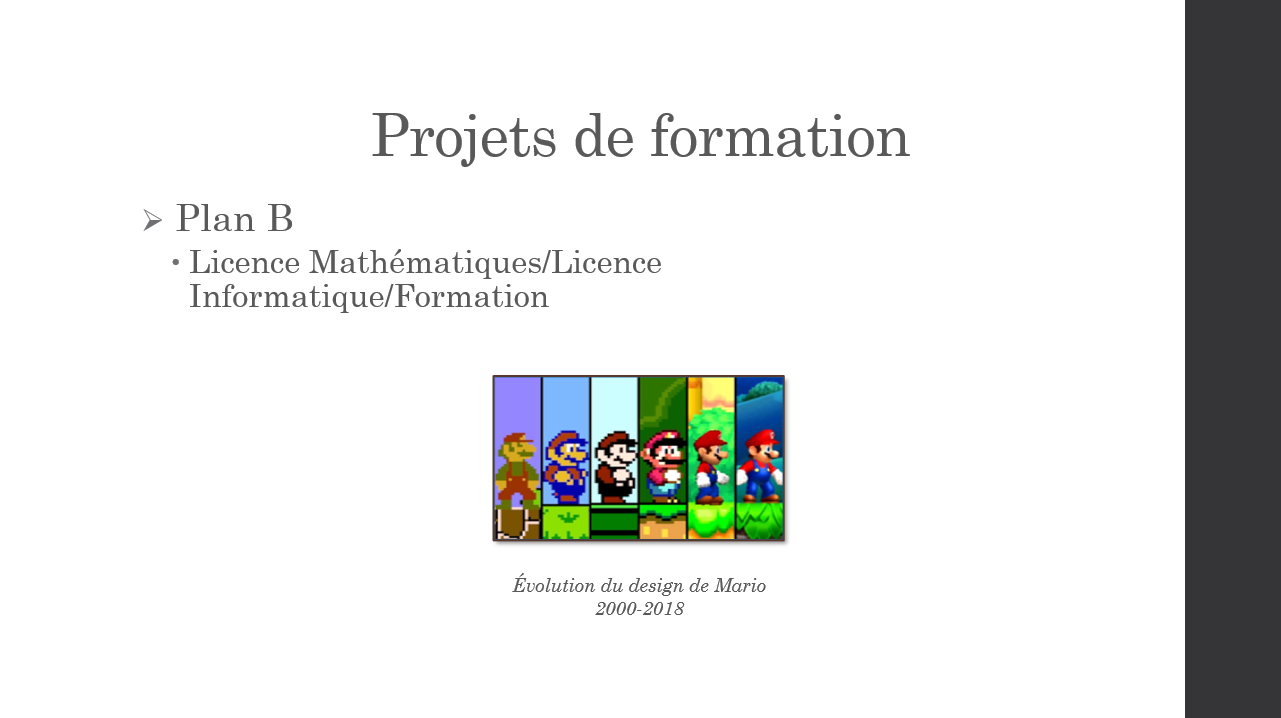 Projets de formation
Plan B
Licence Mathématiques/Licence
Informatique/Formation
Évolution du design de Mario
2000-2018